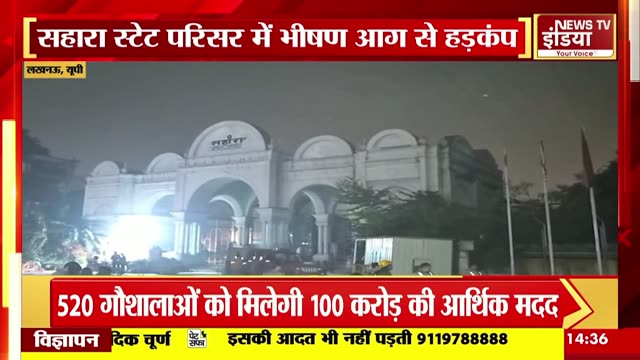 सहारा स्टेट परिसर में भीषण आग से हड़कंप
NEWS TV
इंडिया
Your Voice
लखनऊ, यूपी
सहारा
520 गौशालाओं को मिलेगी 100 करोड़ की आर्थिक मदद
विज्ञापन दिक चूर्ण पेट सफा इसकी आदत भी नहीं पड़ती 9119788888 14:36